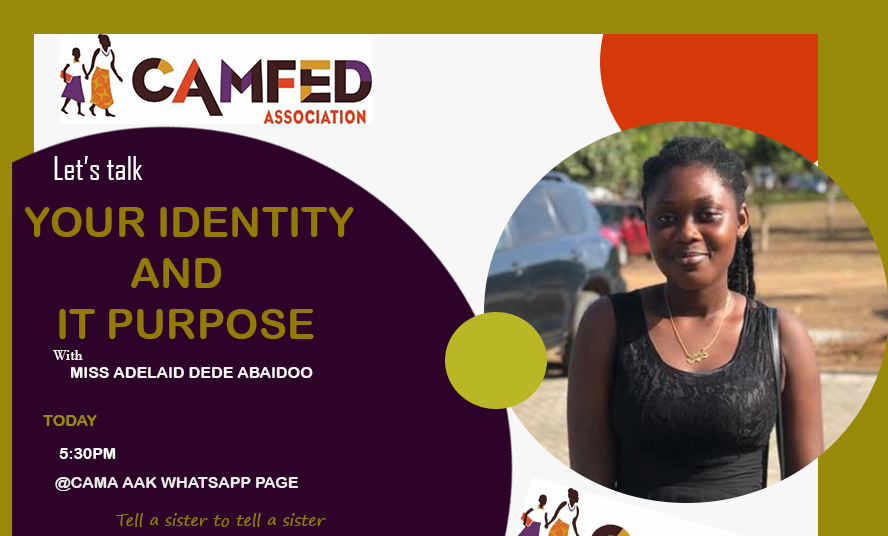 CAMFED
ASSOCIATION
Let's talk
YOUR IDENTITY
AND
IT PURPOSE
With
MISS ADELAID DEDE ABAIDOO
TODAY
5:30PM
@CAMA AAK WHATSAPP PAGE
Tell a sister to tell a sister